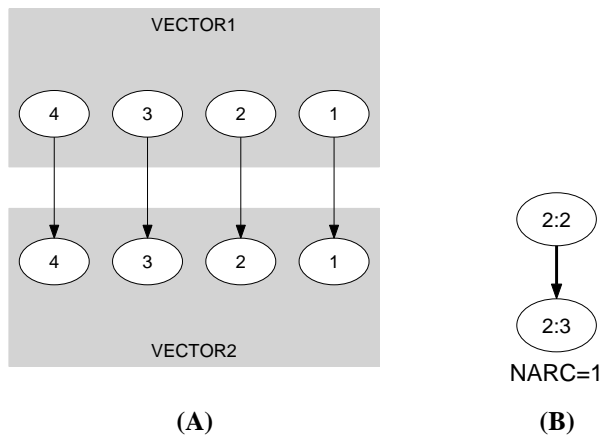 VECTOR1
4 3 2 1
4 3 2 1
VECTOR2
2:2
2:3
NARC=1
(A) (B)